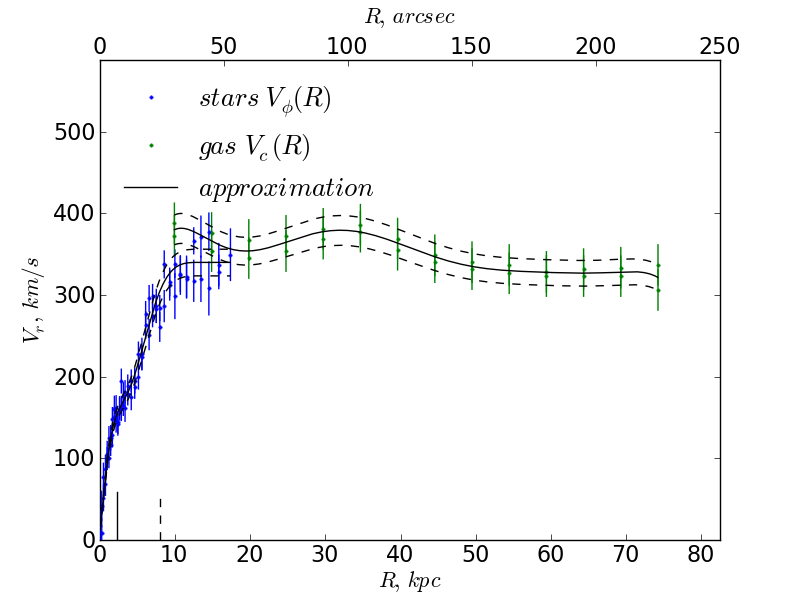 R, arcsec
0 50 100 150 200 250
stars V_ϕ(R)
gas V_c(R)
approximation
500
400
300
200
100
0
V_r, km/s
0 10 20 30 40 50 60 70 80
R, kpc